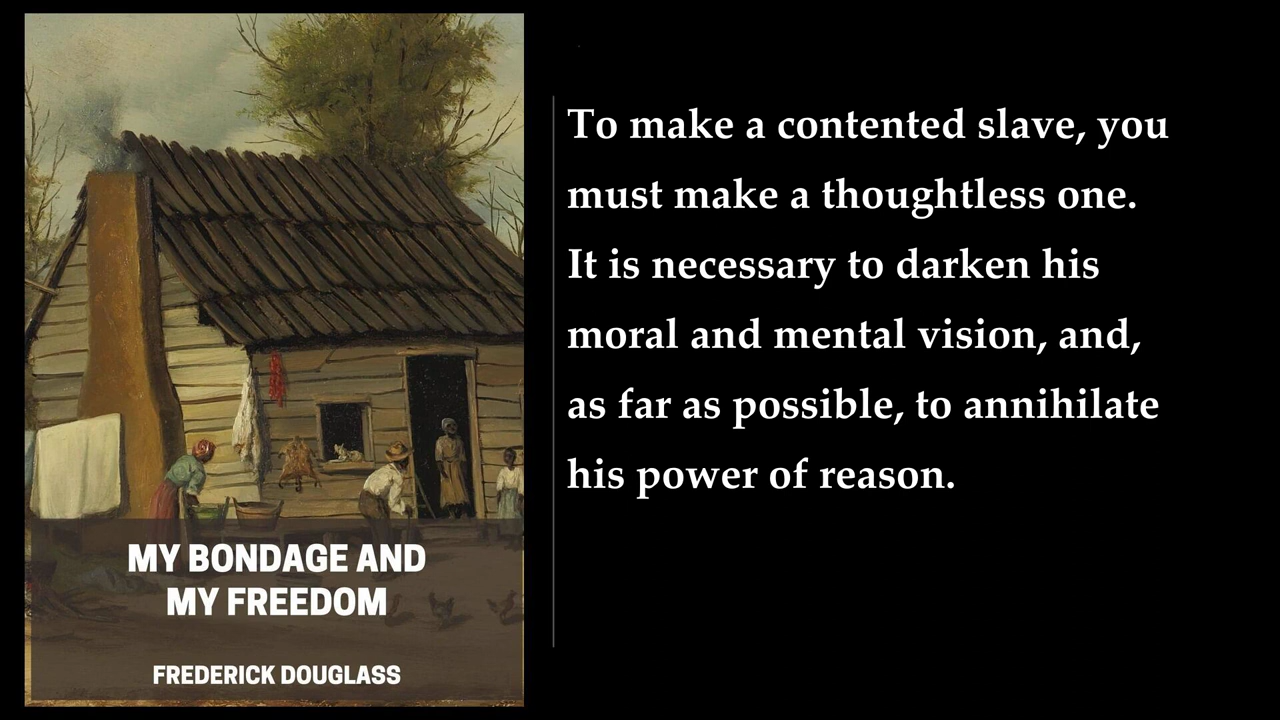 To make a contented slave, you
must make a thoughtless one.
It is necessary to darken his
moral and mental vision, and,
as far as possible, to annihilate
his power of reason.
MY BONDAGE AND
MY FREEDOM
FREDERICK DOUGLASS